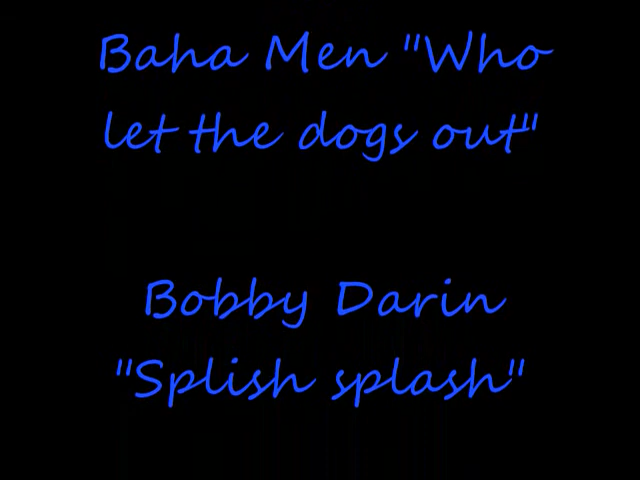 Baha Men "Who
let the dogs out"
Bobby Darin
"Splish splash"